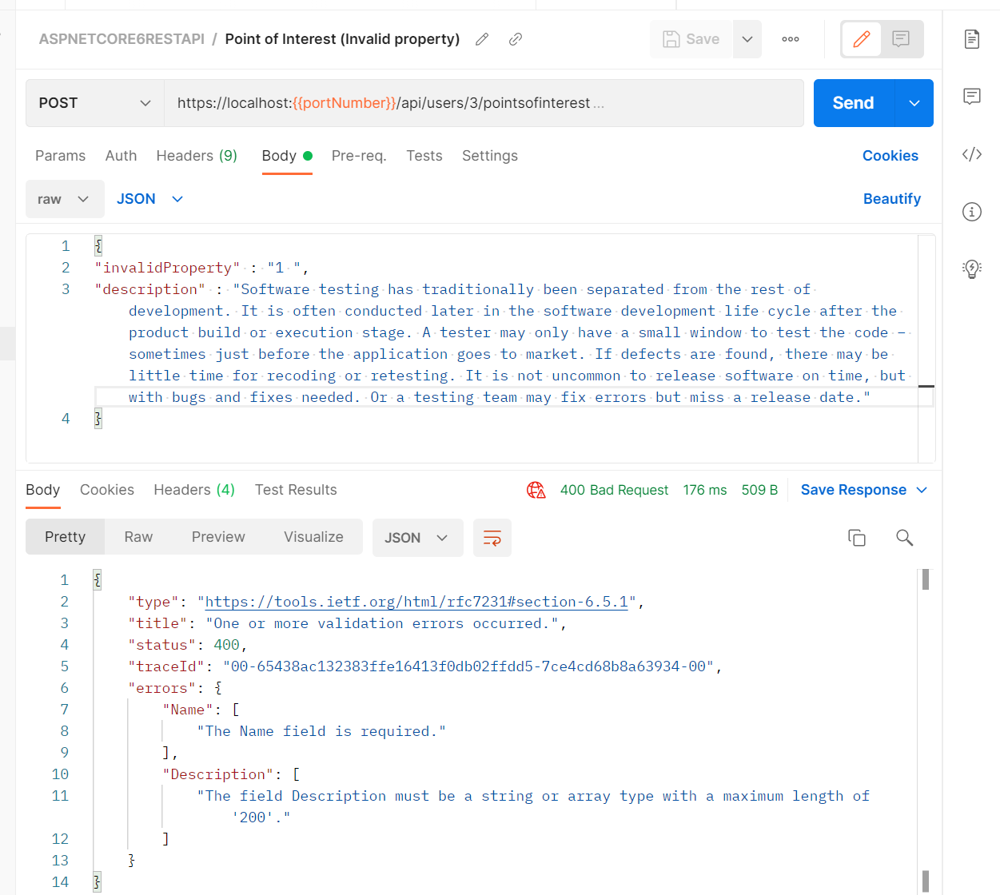 ASPNETCORE6RESTAPI / Point of Interest (Invalid property)
Save
POST
https://localhost:{{portNumber}}/api/users/3/pointsofinterest ...
Send
Params Auth Headers (9) Body Pre-req. Tests Settings
Cookies
raw JSON
Beautify
1 {
2 "invalidProperty" : "1 ",
3 "description" : "Software testing has traditionally been separated from the rest of
development. It is often conducted later in the software development life cycle after the
product build or execution stage. A tester may only have a small window to test the code –
sometimes just before the application goes to market. If defects are found, there may be
little time for recoding or retesting. It is not uncommon to release software on time, but
with bugs and fixes needed. Or a testing team may fix errors but miss a release date."
4 }
Body Cookies Headers (4) Test Results
400 Bad Request 176 ms 509 B
Save Response
Pretty Raw Preview Visualize
JSON
1 {
2 "type": "https://tools.ietf.org/html/rfc7231#section-6.5.1",
3 "title": "One or more validation errors occurred.",
4 "status": 400,
5 "traceId": "00-65438ac132383ffe16413f0db02ffdd5-7ce4cd68b8a63934-00",
6 "errors": {
7 "Name": [
8 "The Name field is required."
9 ],
10 "Description": [
11 "The field Description must be a string or array type with a maximum length of
'200'."
12 ]
13 }
14 }